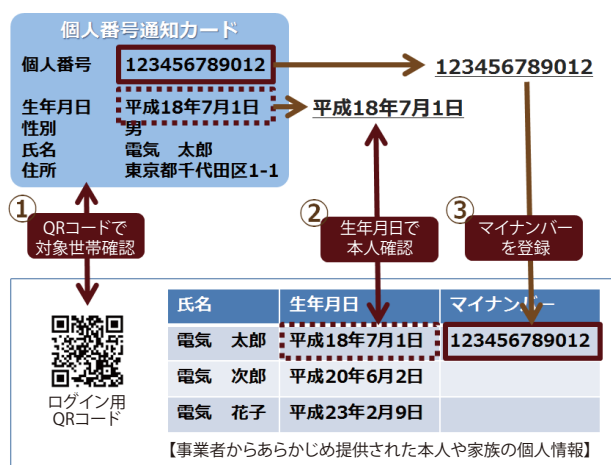 個人番号通知カード
個人番号 123456789012
123456789012
生年月日 平成18年7月1日
平成18年7月1日
性別 男
氏名 電気 太郎
住所 東京都千代田区1-1
①
QRコードで
対象世帯確認
②
生年月日で
本人確認
③
マイナンバー
を登録
氏名 生年月日 マイナンバー
電気 太郎 平成18年7月1日 123456789012
電気 次郎 平成20年6月2日
電気 花子 平成23年2月9日
ログイン用
QRコード
【事業者からあらかじめ提供された本人や家族の個人情報】